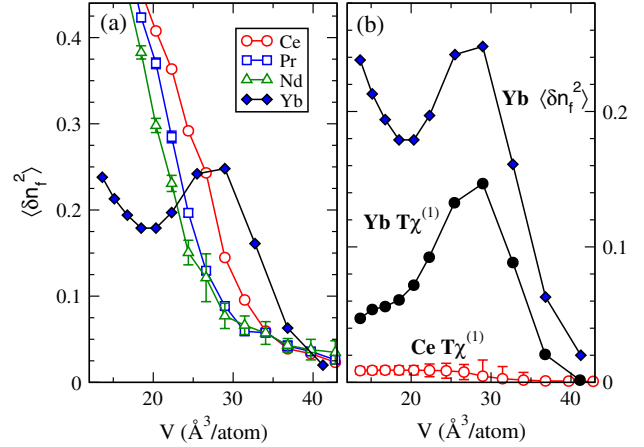 (a)
Ce
Pr
Nd
Yb
0.4
0.3
0.2
0.1
0
⟨δn_f^2⟩
20
30
40
V (Å^3/atom)
(b)
Yb ⟨δn_f^2⟩
Yb Tχ^(1)
Ce Tχ^(1)
0.2
0.1
0
20
30
40
V (Å^3/atom)